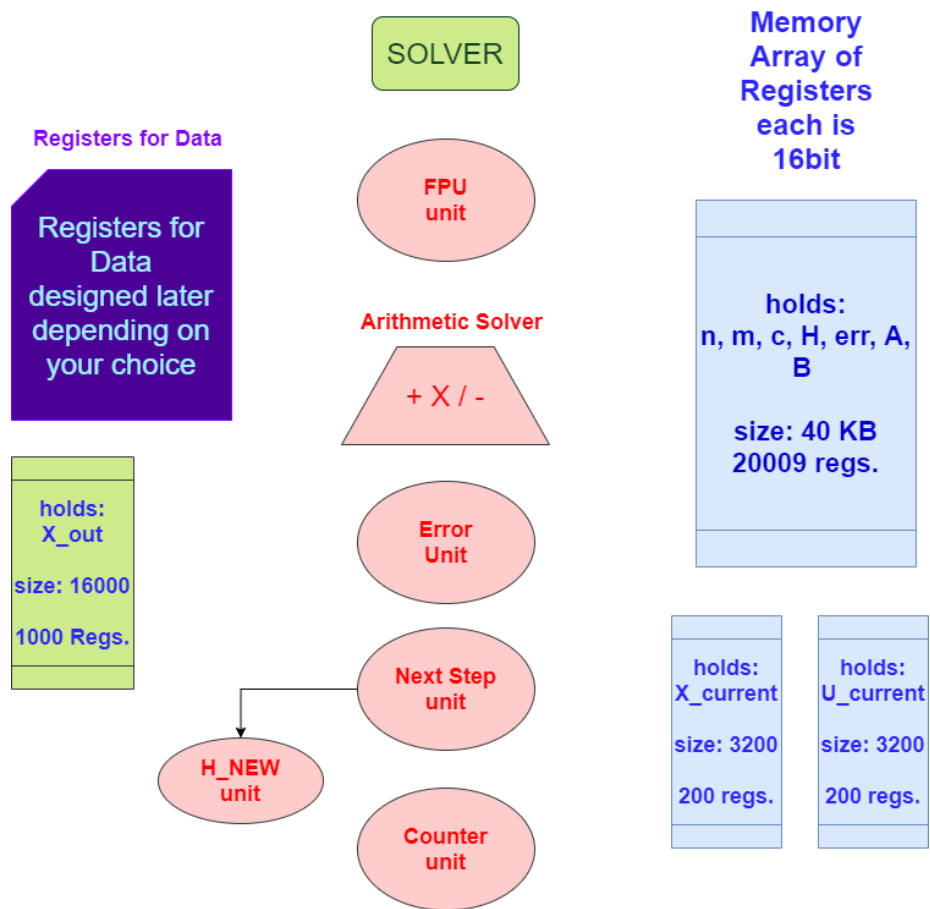 SOLVER
Memory
Array of
Registers
each is
16bit
Registers for Data
Registers for
Data
designed later
depending on
your choice
FPU
unit
Arithmetic Solver
+ X / -
holds:
n, m, c, H, err, A,
B
size: 40 KB
20009 regs.
holds:
X_out
size: 16000
1000 Regs.
Error
Unit
Next Step
unit
H_NEW
unit
Counter
unit
holds:
X_current
size: 3200
200 regs.
holds:
U_current
size: 3200
200 regs.